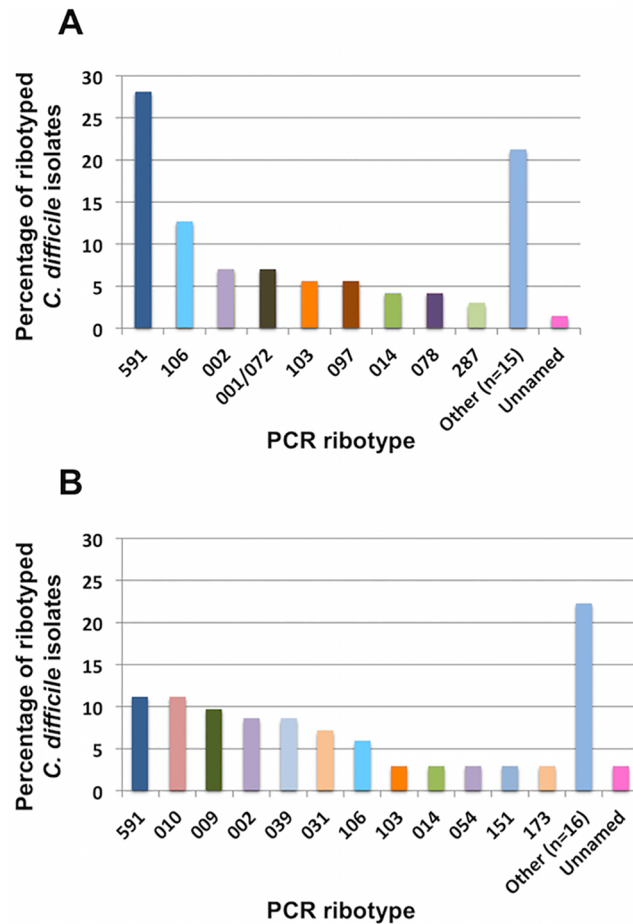 A
Percentage of ribotyped
C. difficile isolates
30
25
20
15
10
5
0
591
106
002
001/072
103
097
014
078
287
Other (n=15)
Unnamed
PCR ribotype
B
Percentage of ribotyped
C. difficile isolates
30
25
20
15
10
5
0
591
010
009
002
039
031
106
103
014
054
151
173
Other (n=16)
Unnamed
PCR ribotype